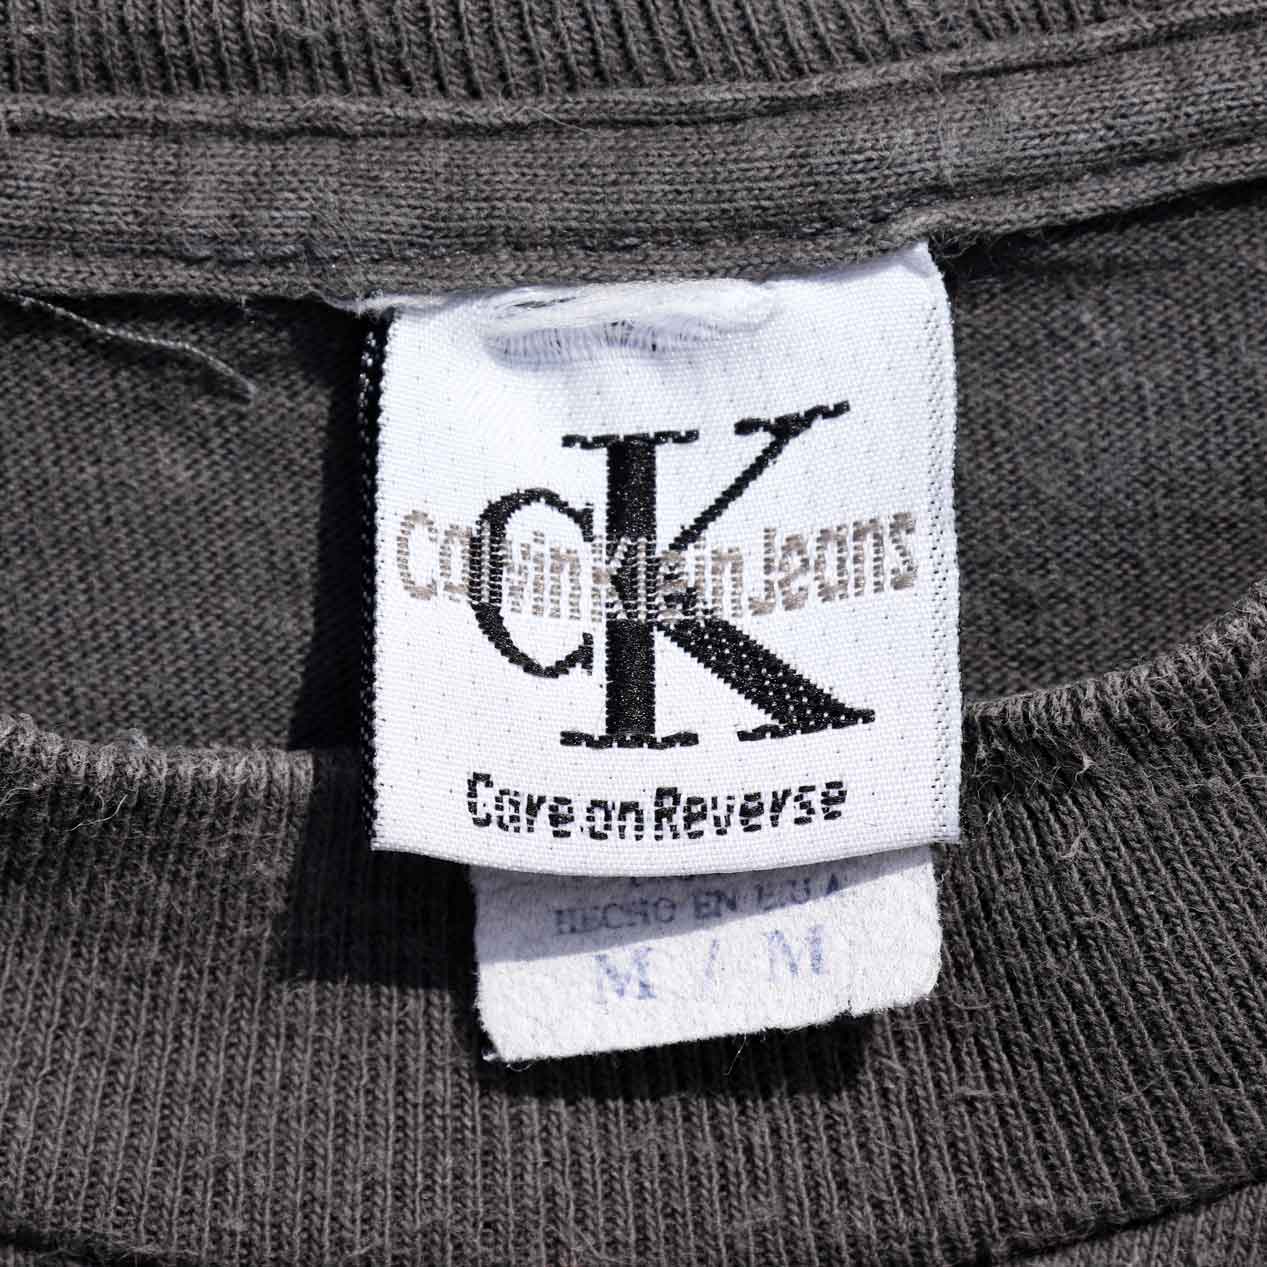 CK
Calvin Klein Jeans
Care on Reverse
HECHO EN E.U.A
M / M